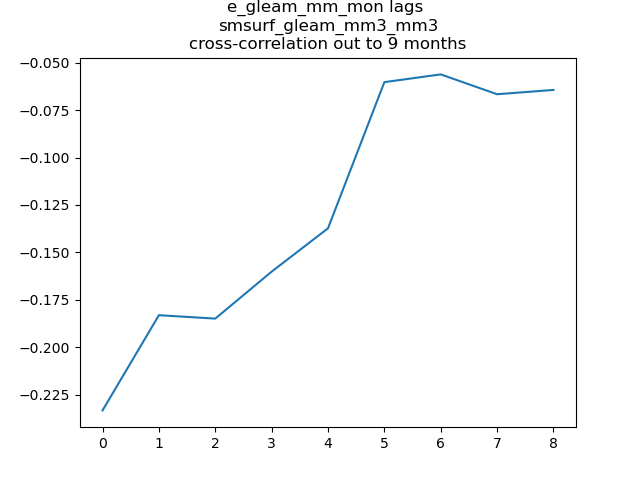 e_gleam_mm_mon lags
smsurf_gleam_mm3_mm3
cross-correlation out to 9 months
−0.050
−0.075
−0.100
−0.125
−0.150
−0.175
−0.200
−0.225
0 1 2 3 4 5 6 7 8